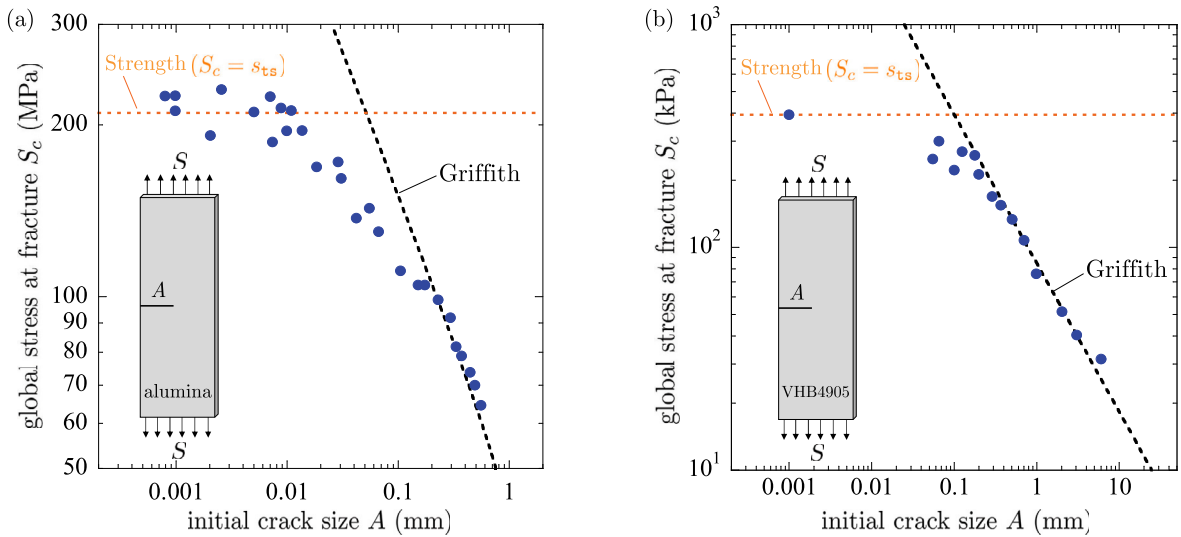 (a)
global stress at fracture S_c (MPa)
300
200
100
90
80
70
60
50
Strength (S_c = s_ts)
Griffith
S
A
alumina
S
0.001
0.01
0.1
1
initial crack size A (mm)
(b)
global stress at fracture S_c (kPa)
10^3
10^2
10^1
Strength (S_c = s_ts)
Griffith
S
A
VHB4905
S
0.001
0.01
0.1
1
10
initial crack size A (mm)